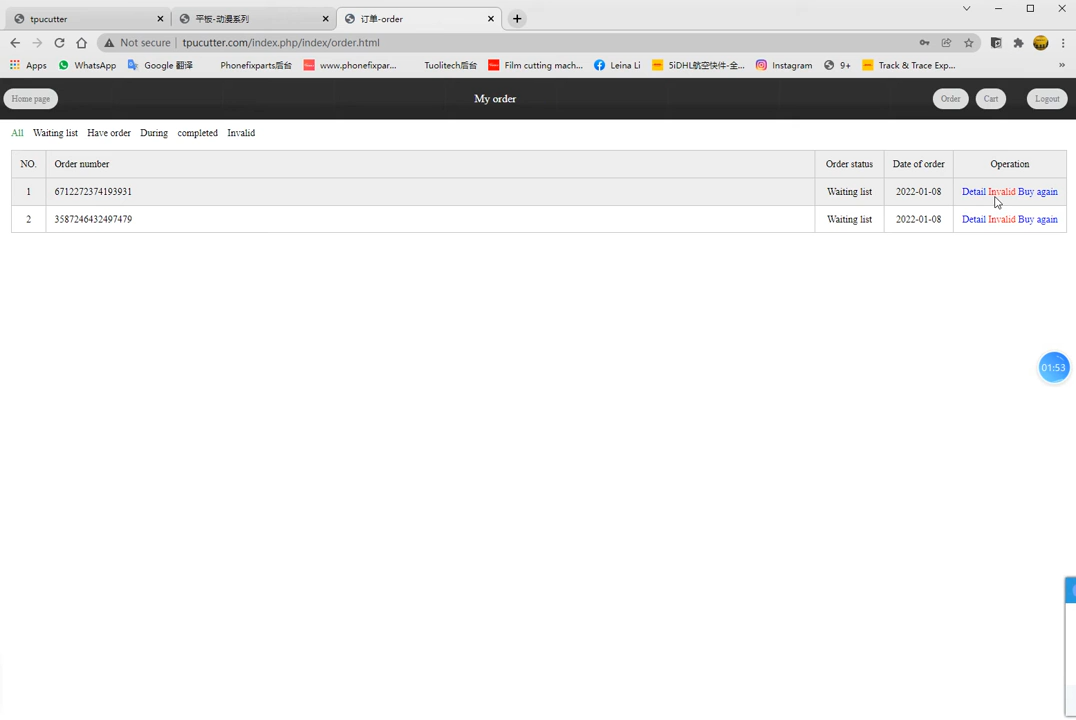 tpucutter 平板-动漫系列 订单-order
Not secure tpucutter.com/index.php/index/order.html
Apps WhatsApp Google 翻译 Phonefixparts后台 www.phonefixpar... Tuolitech后台 Film cutting mach... Leina Li 5iDHL航空快件-全... Instagram 9+ Track & Trace Exp... »
Home page My order Order Cart Logout
All Waiting list Have order During completed Invalid
NO. Order number Order status Date of order Operation
1 6712272374193931 Waiting list 2022-01-08 Detail Invalid Buy again
2 3587246432497479 Waiting list 2022-01-08 Detail Invalid Buy again
01:53